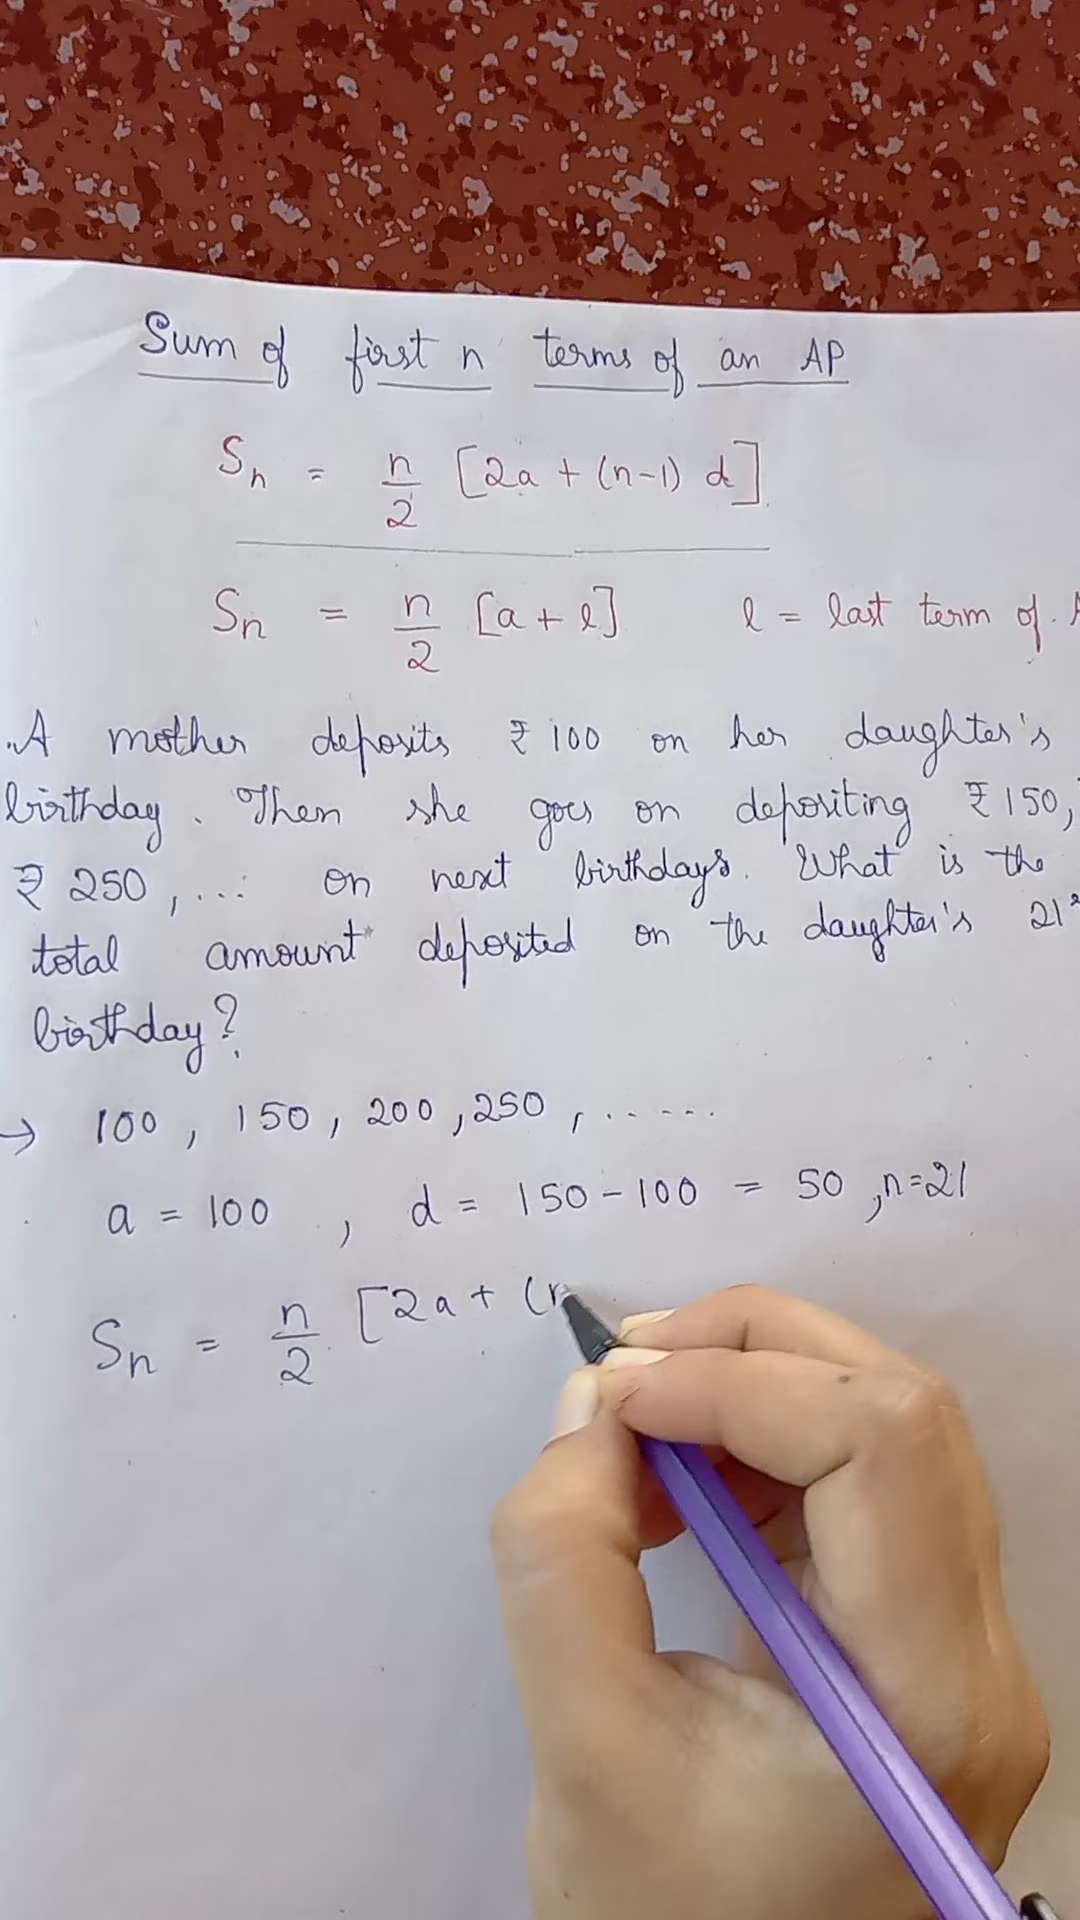 Sum of first n terms of an AP
Sn = n/2 [2a + (n-1) d]
Sn = n/2 [a + l] l = last term of
A mother deposits ₹100 on her daughter's
birthday. Then she goes on depositing ₹150,
₹250, ... on next birthdays. What is the
total amount deposited on the daughter's 21
birthday?
→ 100, 150, 200, 250, ......
a = 100, d = 150-100 = 50, n=21
Sn = n/2 [2a + (